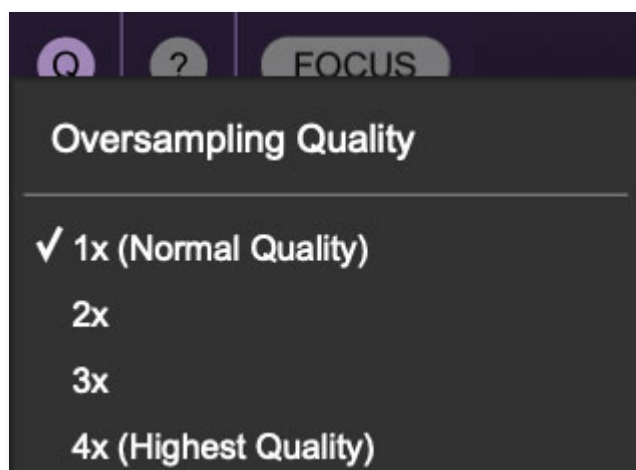 Q ? FOCUS
Oversampling Quality
✓ 1x (Normal Quality)
2x
3x
4x (Highest Quality)